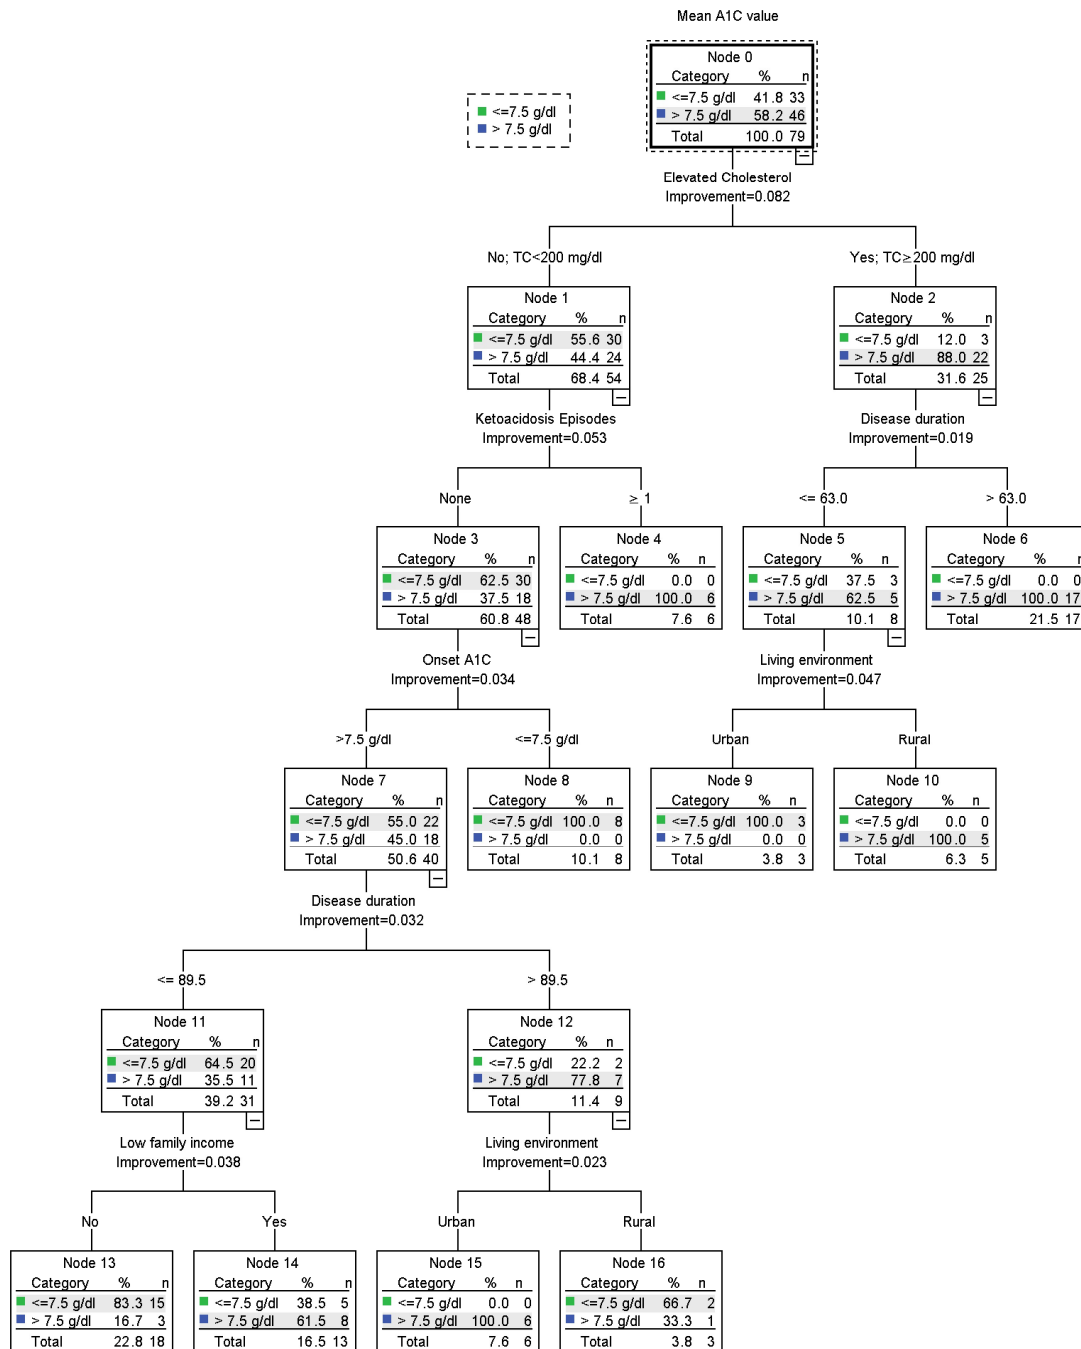 Mean A1C value
<=7.5 g/dl
> 7.5 g/dl
Node 0
Category % n
<=7.5 g/dl 41.8 33
> 7.5 g/dl 58.2 46
Total 100.0 79
Elevated Cholesterol
Improvement=0.082
No; TC<200 mg/dl
Yes; TC≥200 mg/dl
Node 1
Category % n
<=7.5 g/dl 55.6 30
> 7.5 g/dl 44.4 24
Total 68.4 54
Node 2
Category % n
<=7.5 g/dl 12.0 3
> 7.5 g/dl 88.0 22
Total 31.6 25
Ketoacidosis Episodes
Improvement=0.053
Disease duration
Improvement=0.019
None
≥ 1
<= 63.0
> 63.0
Node 3
Category % n
<=7.5 g/dl 62.5 30
> 7.5 g/dl 37.5 18
Total 60.8 48
Node 4
Category % n
<=7.5 g/dl 0.0 0
> 7.5 g/dl 100.0 6
Total 7.6 6
Node 5
Category % n
<=7.5 g/dl 37.5 3
> 7.5 g/dl 62.5 5
Total 10.1 8
Node 6
Category % n
<=7.5 g/dl 0.0 0
> 7.5 g/dl 100.0 17
Total 21.5 17
Onset A1C
Improvement=0.034
Living environment
Improvement=0.047
>7.5 g/dl
<=7.5 g/dl
Urban
Rural
Node 7
Category % n
<=7.5 g/dl 55.0 22
> 7.5 g/dl 45.0 18
Total 50.6 40
Node 8
Category % n
<=7.5 g/dl 100.0 8
> 7.5 g/dl 0.0 0
Total 10.1 8
Node 9
Category % n
<=7.5 g/dl 100.0 3
> 7.5 g/dl 0.0 0
Total 3.8 3
Node 10
Category % n
<=7.5 g/dl 0.0 0
> 7.5 g/dl 100.0 5
Total 6.3 5
Disease duration
Improvement=0.032
<= 89.5
> 89.5
Node 11
Category % n
<=7.5 g/dl 64.5 20
> 7.5 g/dl 35.5 11
Total 39.2 31
Node 12
Category % n
<=7.5 g/dl 22.2 2
> 7.5 g/dl 77.8 7
Total 11.4 9
Low family income
Improvement=0.038
Living environment
Improvement=0.023
No
Yes
Urban
Rural
Node 13
Category % n
<=7.5 g/dl 83.3 15
> 7.5 g/dl 16.7 3
Total 22.8 18
Node 14
Category % n
<=7.5 g/dl 38.5 5
> 7.5 g/dl 61.5 8
Total 16.5 13
Node 15
Category % n
<=7.5 g/dl 0.0 0
> 7.5 g/dl 100.0 6
Total 7.6 6
Node 16
Category % n
<=7.5 g/dl 66.7 2
> 7.5 g/dl 33.3 1
Total 3.8 3